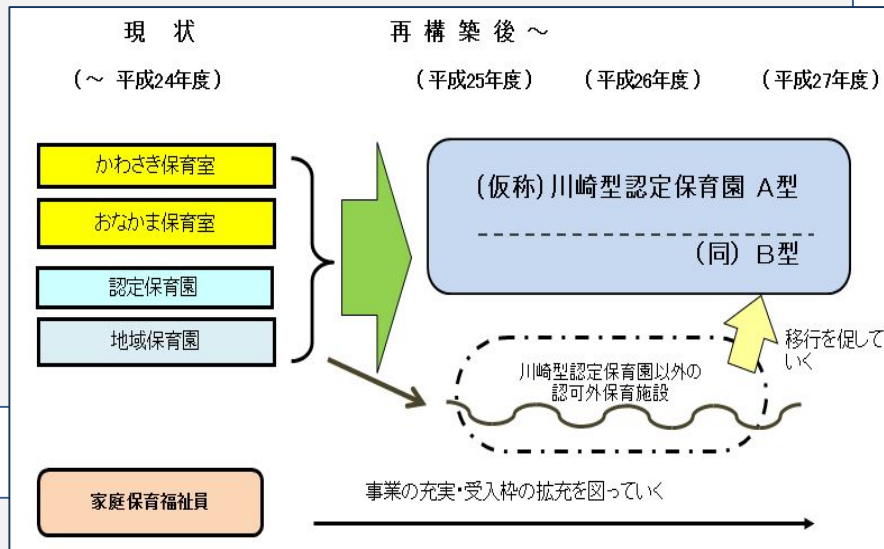 現　状
再 構 築 後 ～
(～ 平成24年度)
(平成25年度)
(平成26年度)
(平成27年度)
かわさき保育室
おなかま保育室
認定保育園
地域保育園
(仮称)川崎型認定保育園 A型
(同) B型
移行を促して
いく
川崎型認定保育園以外の
認可外保育施設
家庭保育福祉員
事業の充実・受入枠の拡充を図っていく